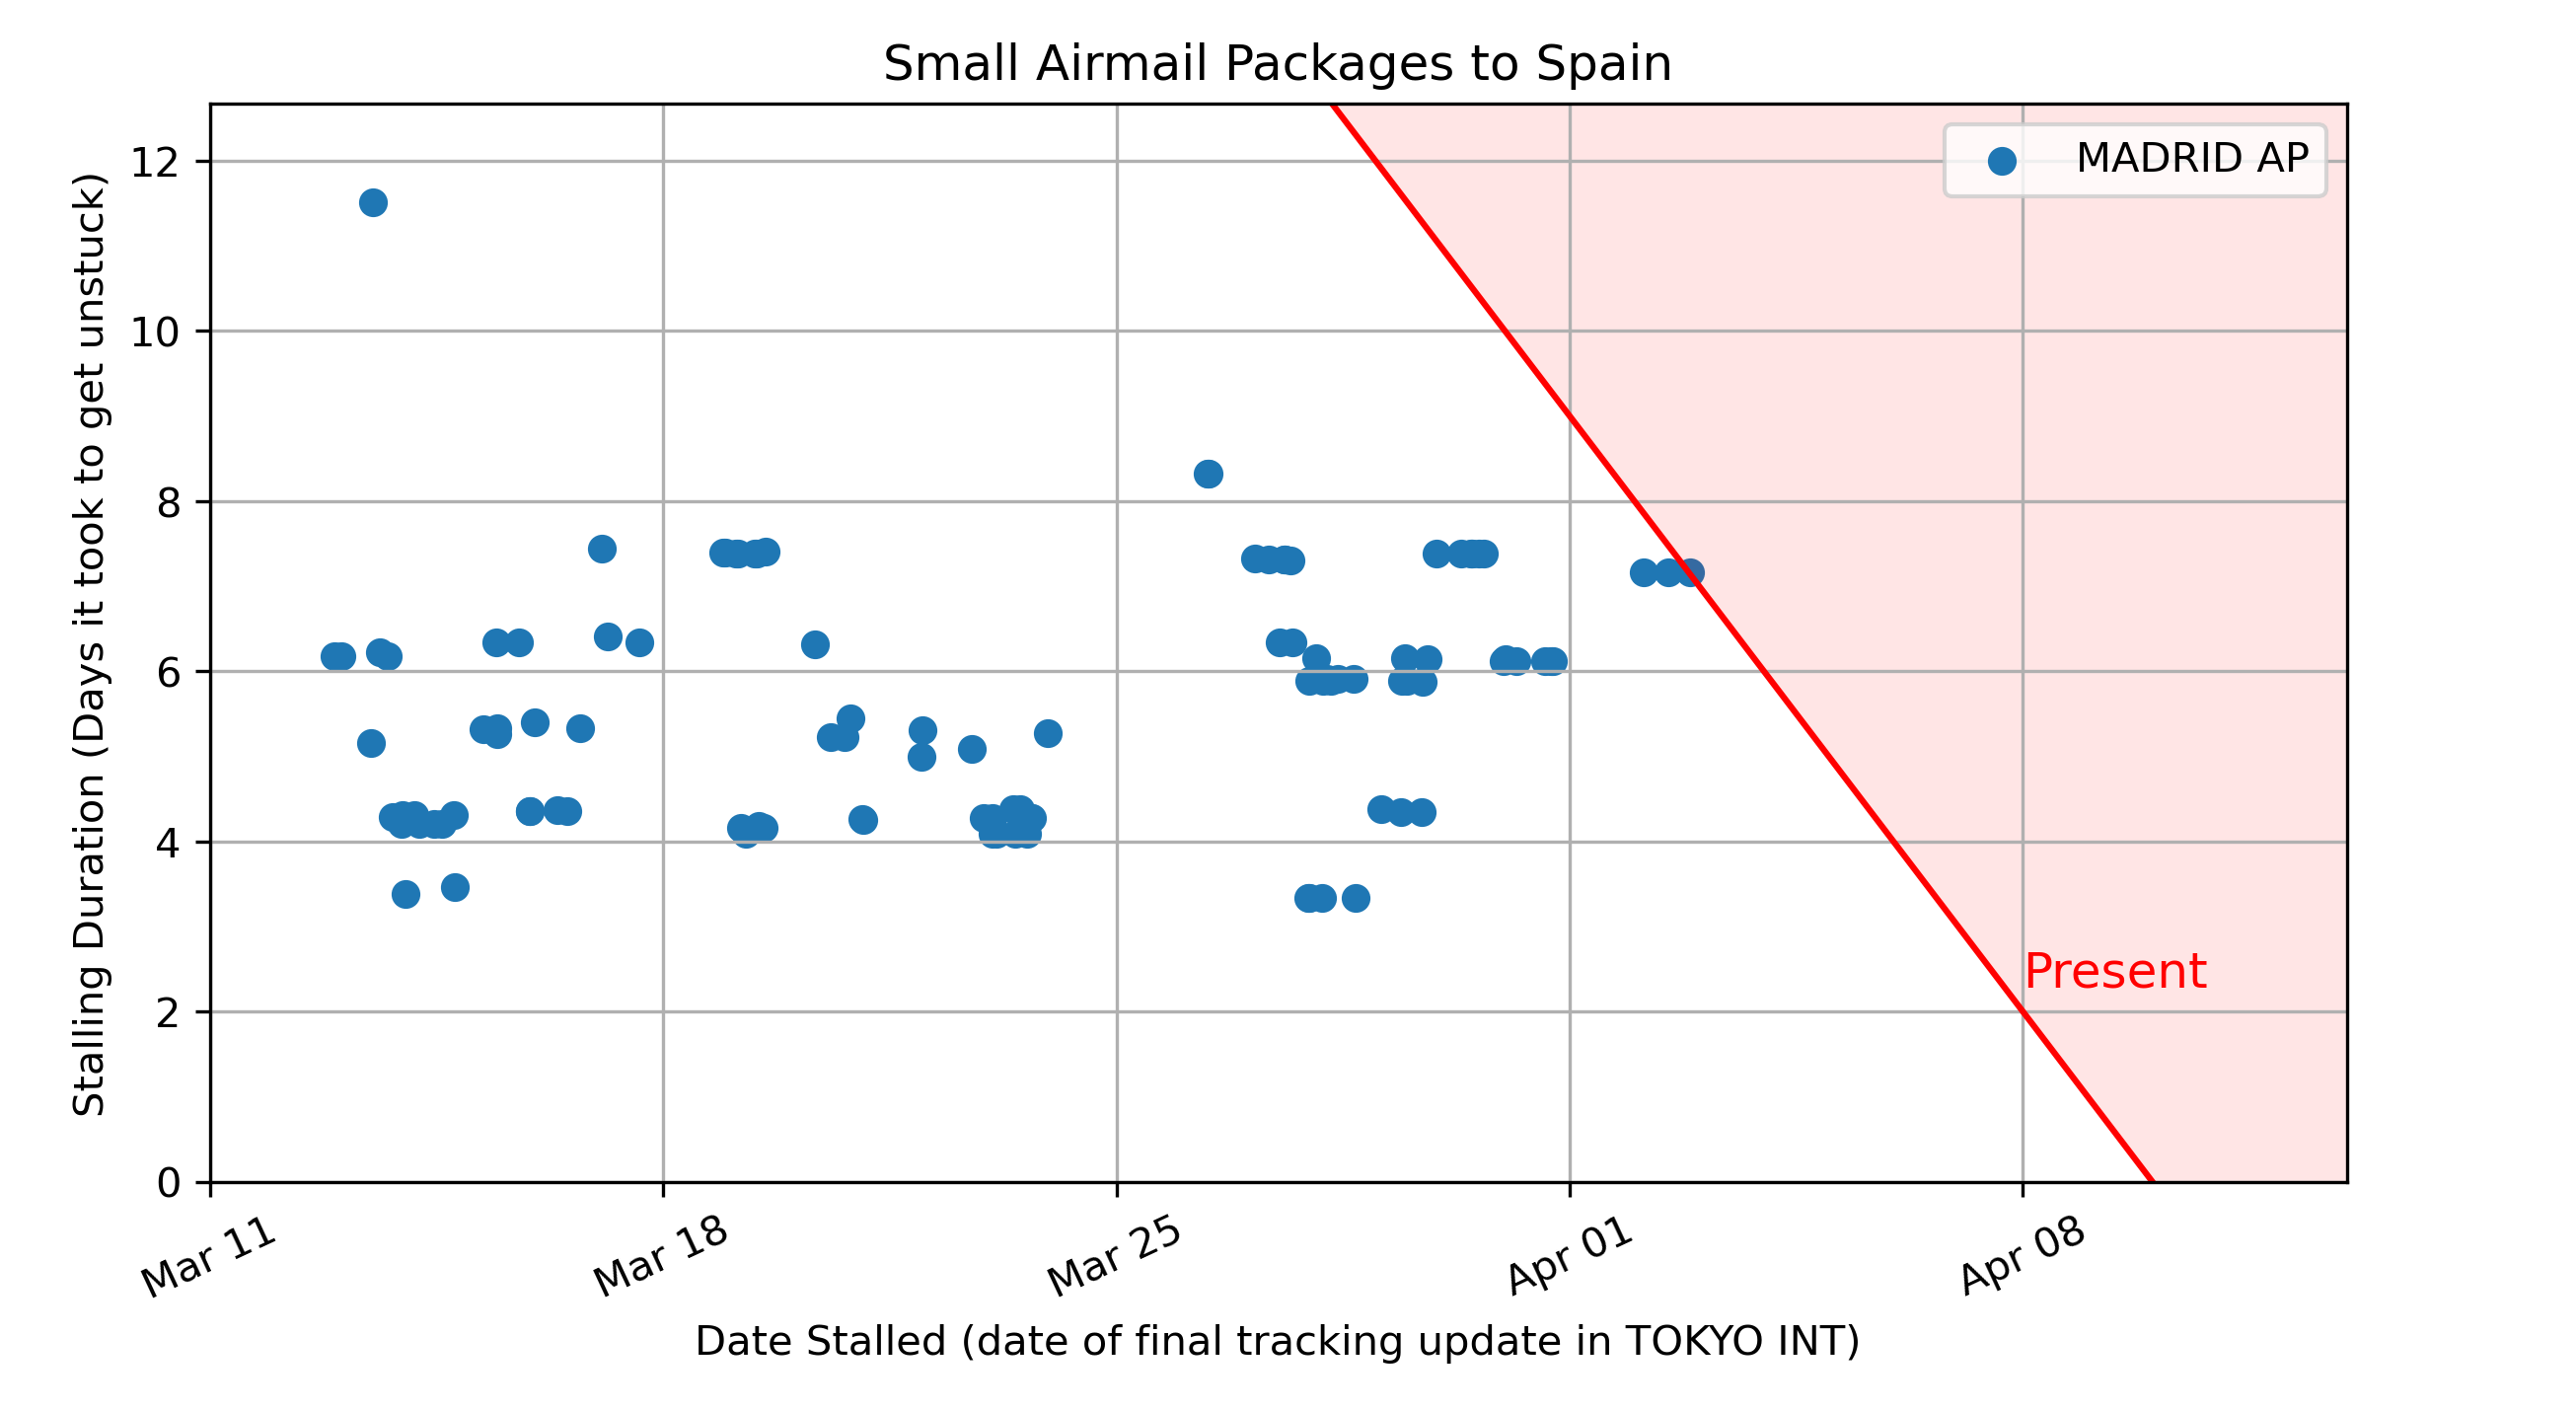 Small Airmail Packages to Spain
MADRID AP
Stalling Duration (Days it took to get unstuck)
12
10
8
6
4
2
0
Present
Mar 11
Mar 18
Mar 25
Apr 01
Apr 08
Date Stalled (date of final tracking update in TOKYO INT)